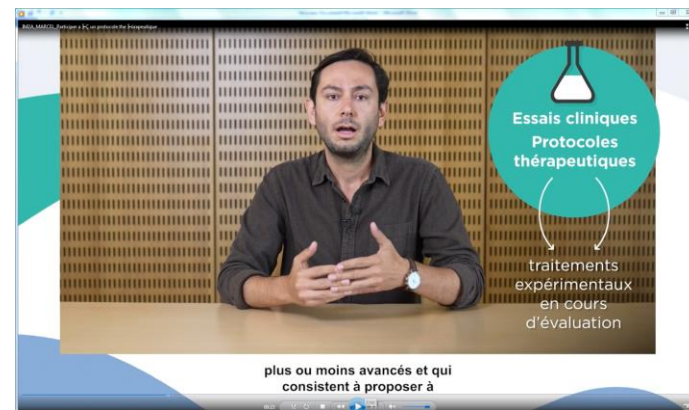 Essais cliniques
Protocoles
thérapeutiques
traitements
expérimentaux
en cours
d'évaluation
plus ou moins avancés et qui
consistent à proposer à